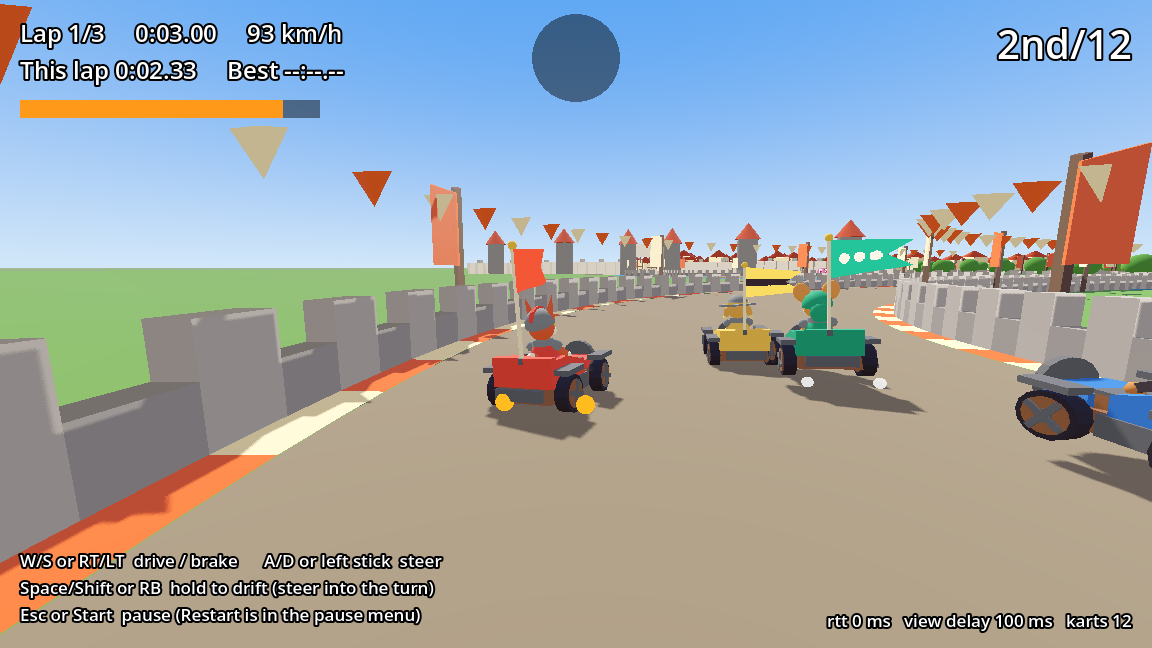 Lap 1/3 0:03.00 93 km/h
2nd/12
This lap 0:02.33 Best --:--.--
W/S or RT/LT drive / brake A/D or left stick steer
Space/Shift or RB hold to drift (steer into the turn)
Esc or Start pause (Restart is in the pause menu)
rtt 0 ms view delay 100 ms karts 12